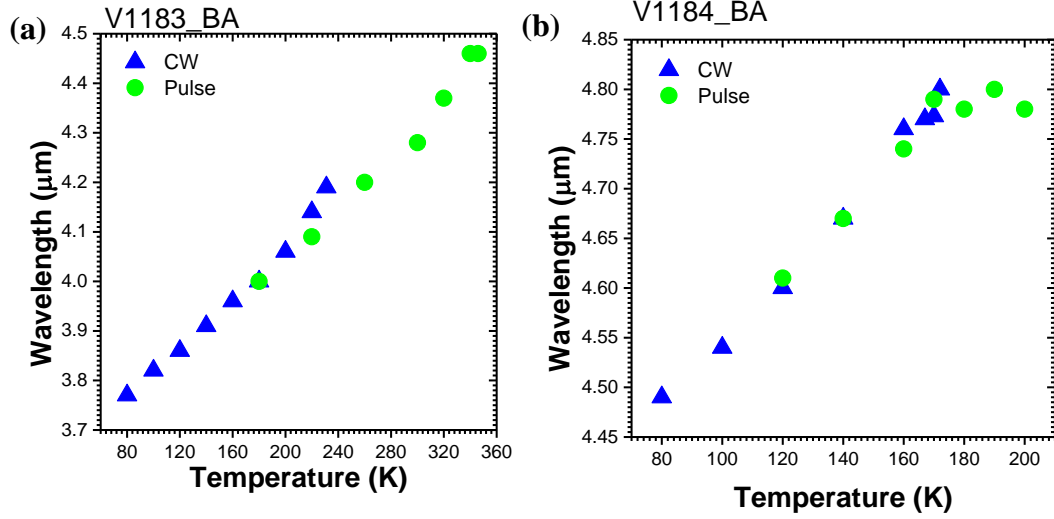 (a)
V1183_BA
CW
Pulse
4.5
4.4
4.3
4.2
4.1
4.0
3.9
3.8
3.7
Wavelength (μm)
80 120 160 200 240 280 320 360
Temperature (K)
(b)
V1184_BA
CW
Pulse
4.85
4.80
4.75
4.70
4.65
4.60
4.55
4.50
4.45
Wavelength (μm)
80 100 120 140 160 180 200
Temperature (K)